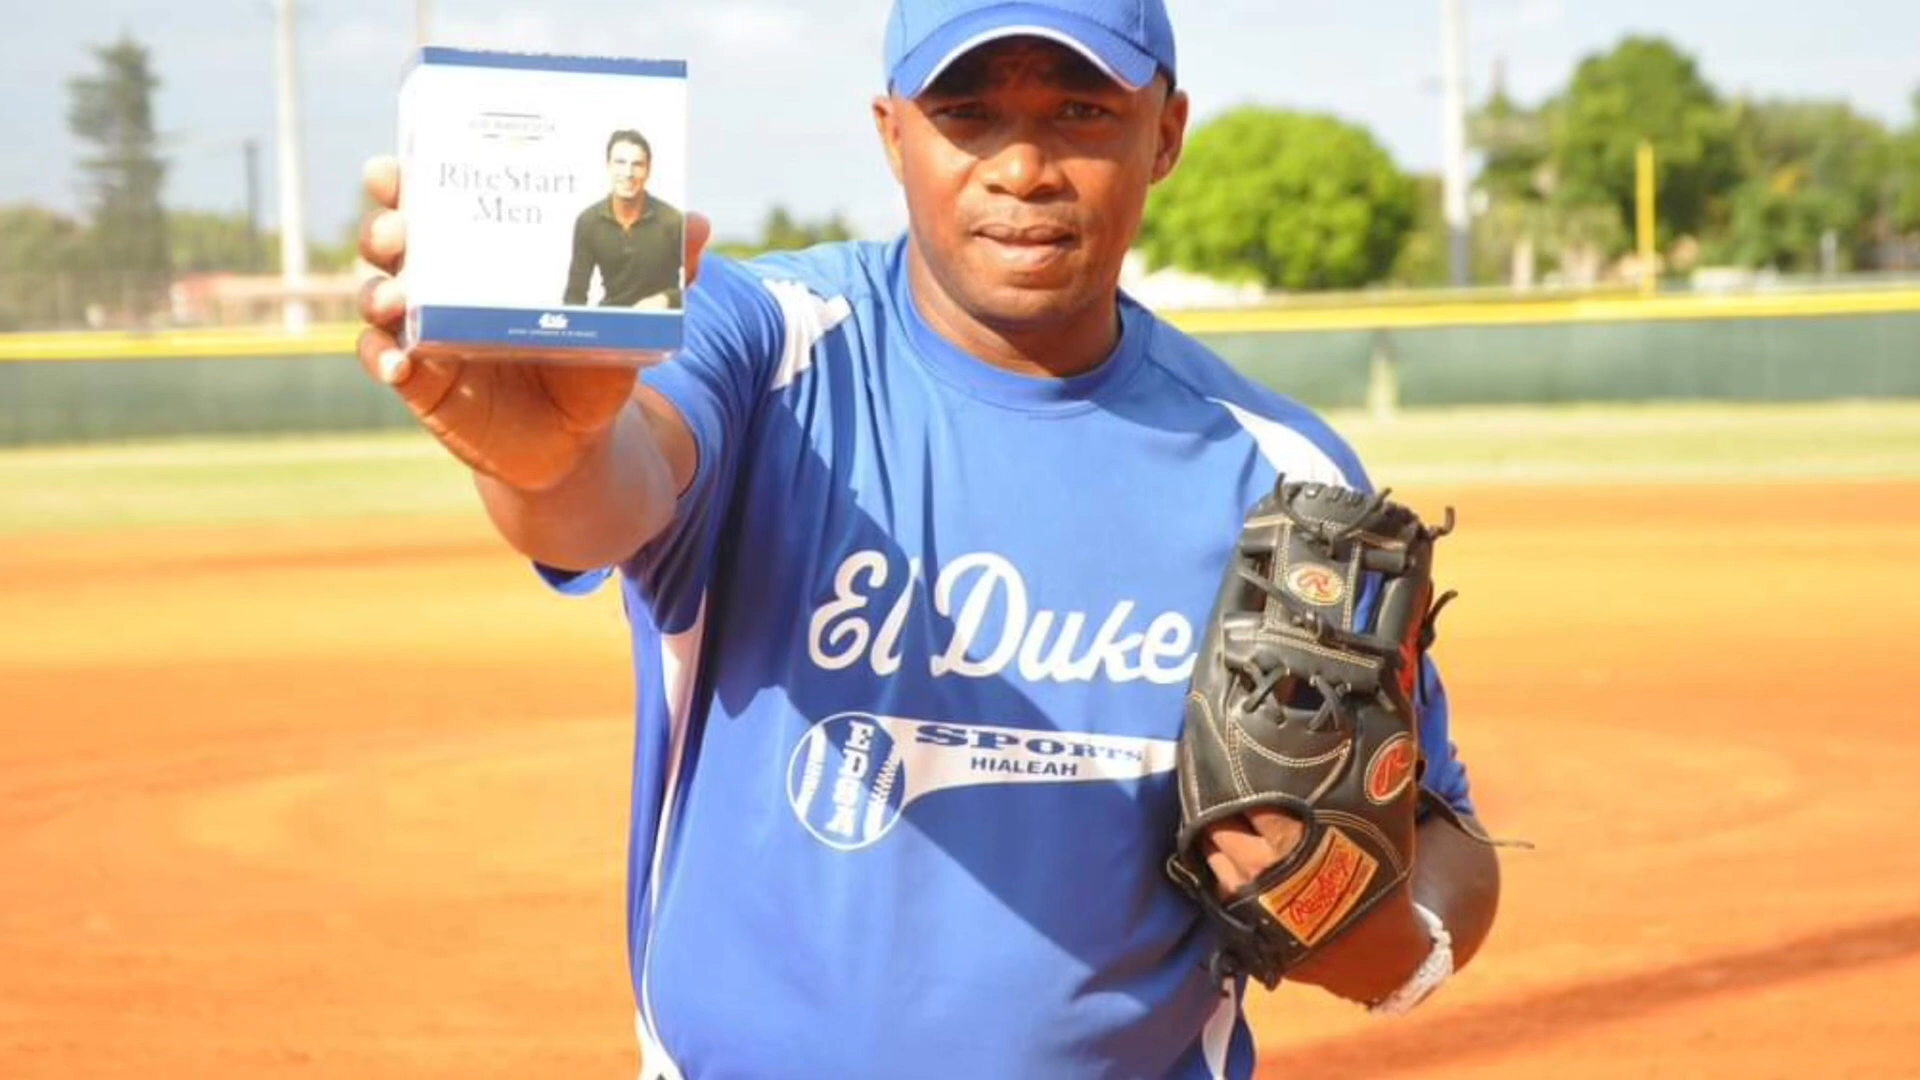 RiteStart
Men
El Duke
EDSA
SPORTS
HIALEAH
R
R
Rawlings